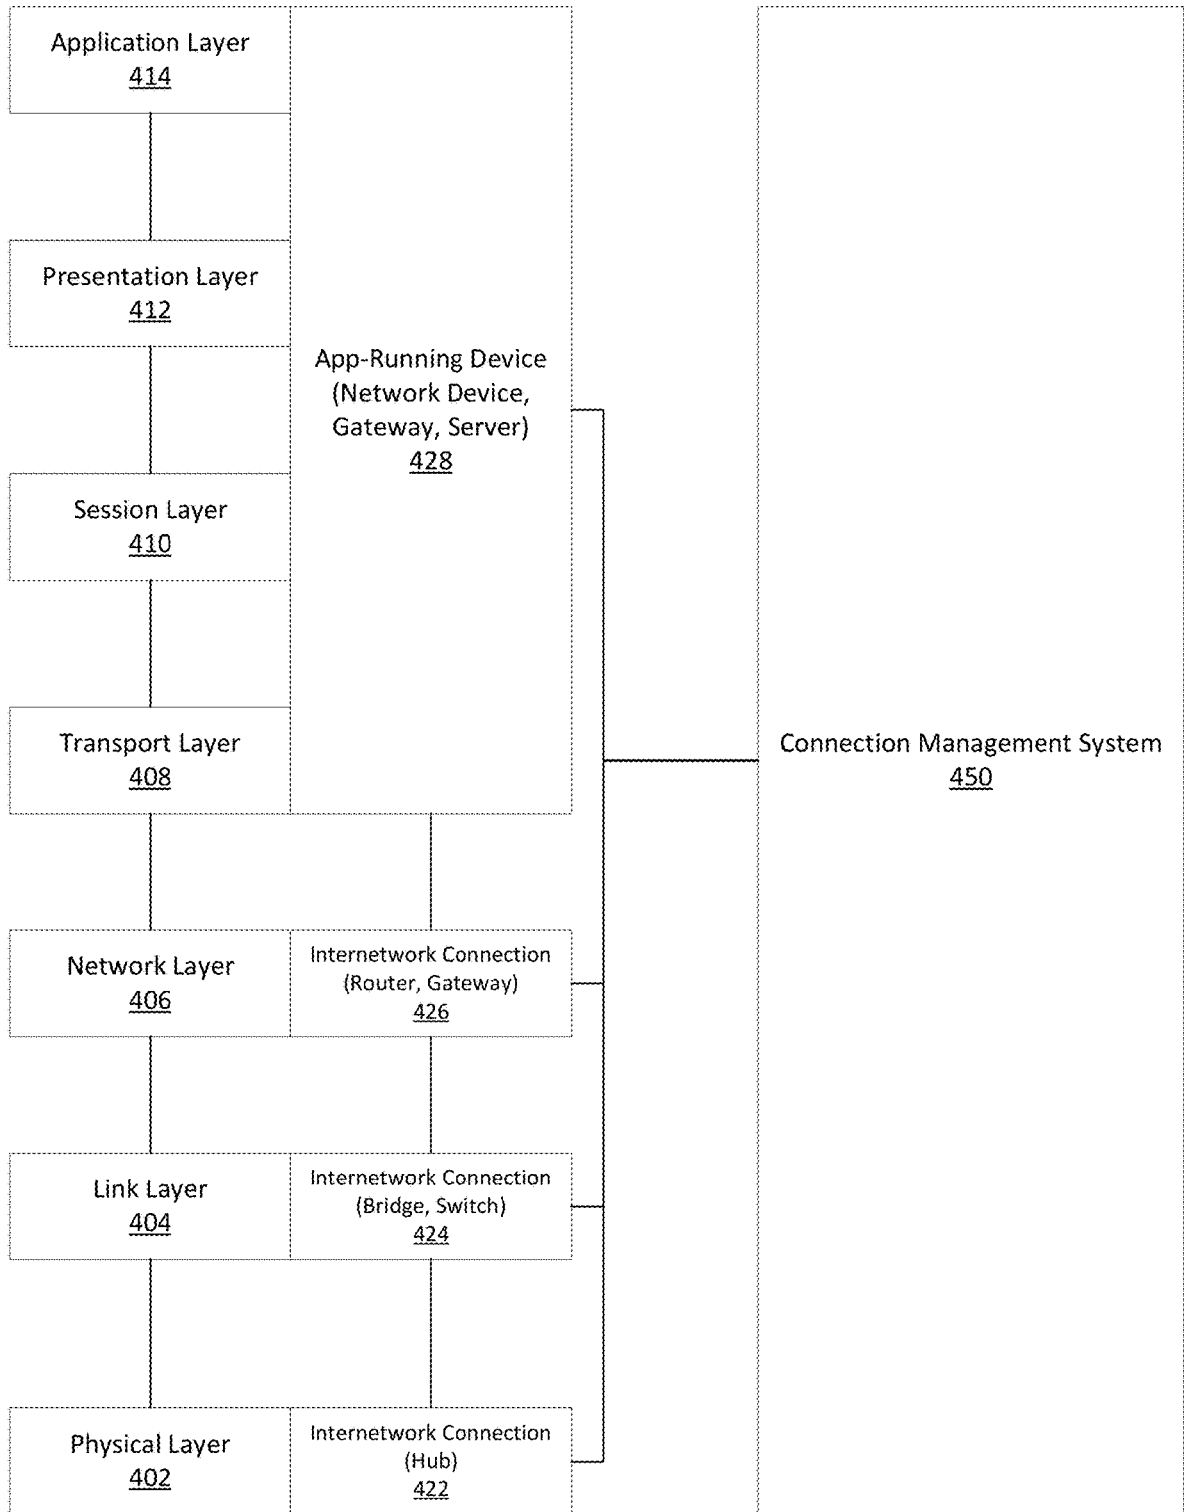 Application Layer
414
Presentation Layer
412
App-Running Device
(Network Device,
Gateway, Server)
428
Session Layer
410
Transport Layer
408
Connection Management System
450
Network Layer
406
Internetwork Connection
(Router, Gateway)
426
Link Layer
404
Internetwork Connection
(Bridge, Switch)
424
Physical Layer
402
Internetwork Connection
(Hub)
422